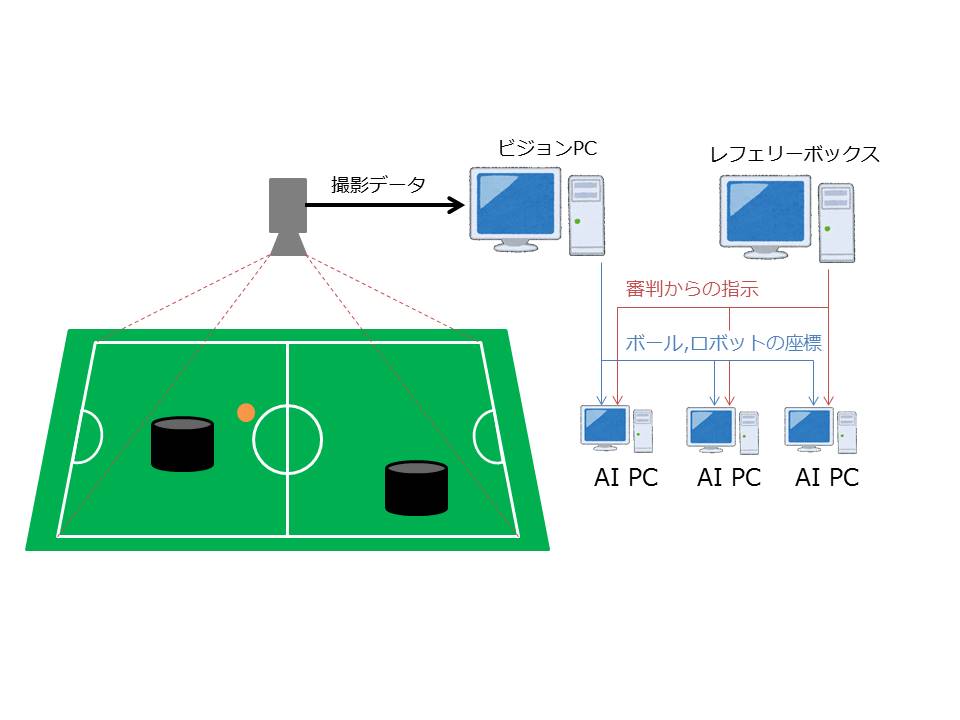 ビジョンPC
レフェリーボックス
撮影データ
審判からの指示
ボール,ロボットの座標
AI PC
AI PC
AI PC